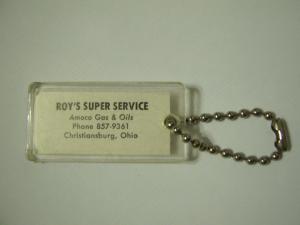 ROY'S SUPER SERVICE
Amoco Gas & Oils
Phone 857-9361
Christiansburg, Ohio